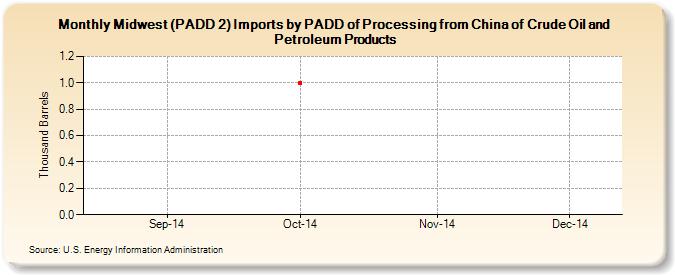 Monthly Midwest (PADD 2) Imports by PADD of Processing from China of Crude Oil and
Petroleum Products
Thousand Barrels
1.2
1.0
0.8
0.6
0.4
0.2
0.0
Sep-14 Oct-14 Nov-14 Dec-14
Source: U.S. Energy Information Administration